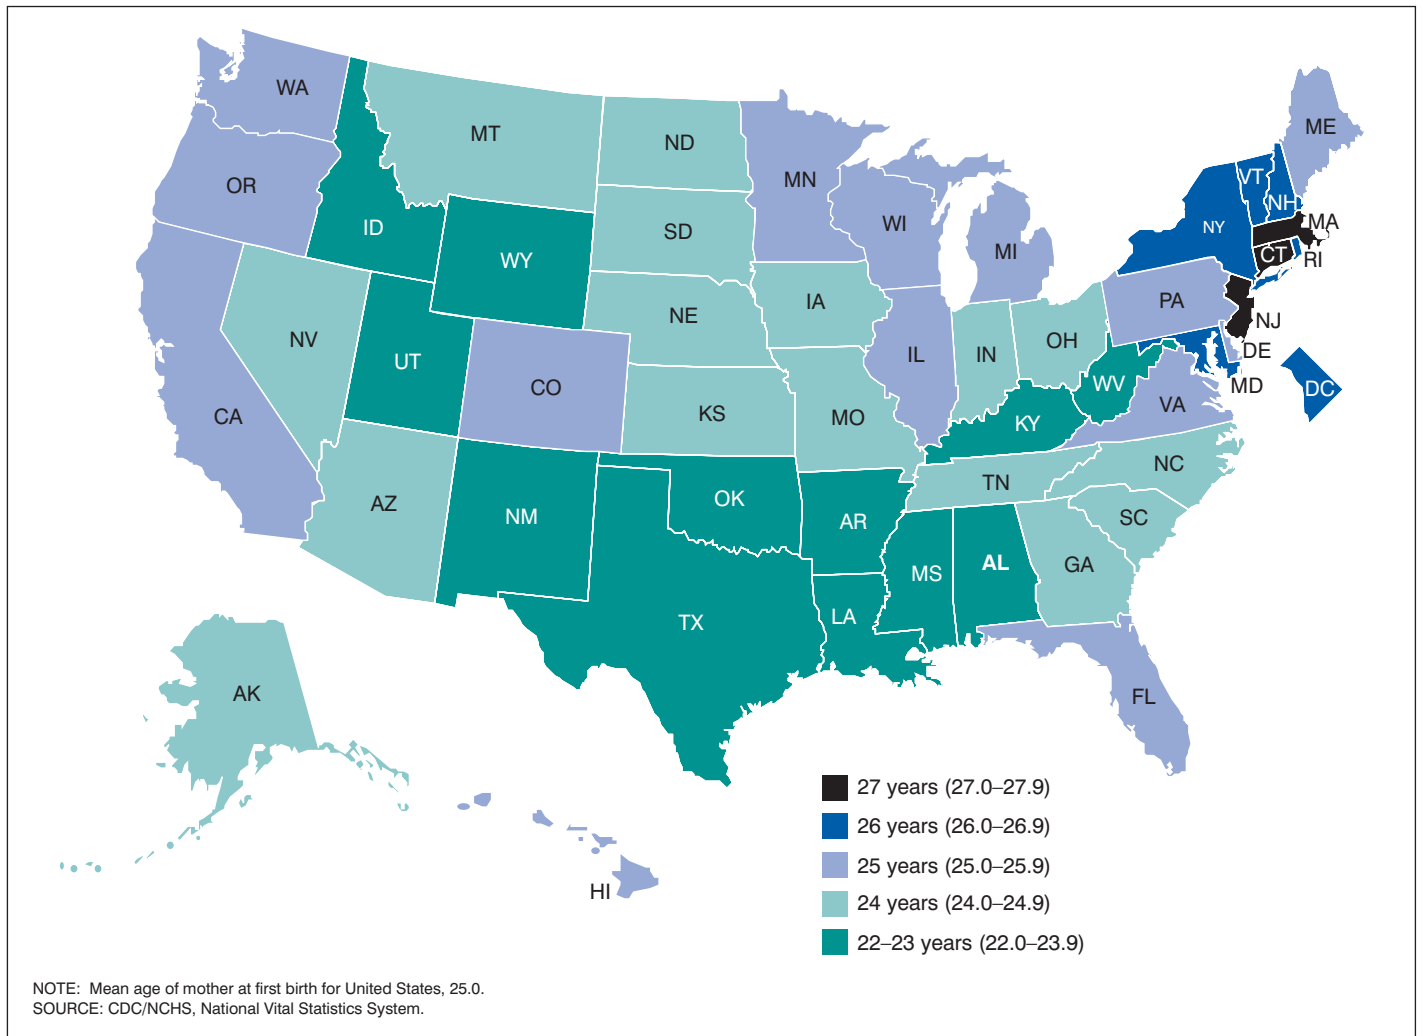 WA
MT
ND
MN
ME
OR
ID
WY
SD
WI
MI
VT
NH
NY
MA
CT
RI
NV
UT
CO
NE
IA
IL
IN
OH
PA
NJ
DE
MD
DC
CA
AZ
NM
KS
MO
KY
WV
VA
OK
AR
TN
NC
SC
TX
LA
MS
AL
GA
FL
AK
HI
27 years (27.0–27.9)
26 years (26.0–26.9)
25 years (25.0–25.9)
24 years (24.0–24.9)
22–23 years (22.0–23.9)
NOTE: Mean age of mother at first birth for United States, 25.0.
SOURCE: CDC/NCHS, National Vital Statistics System.